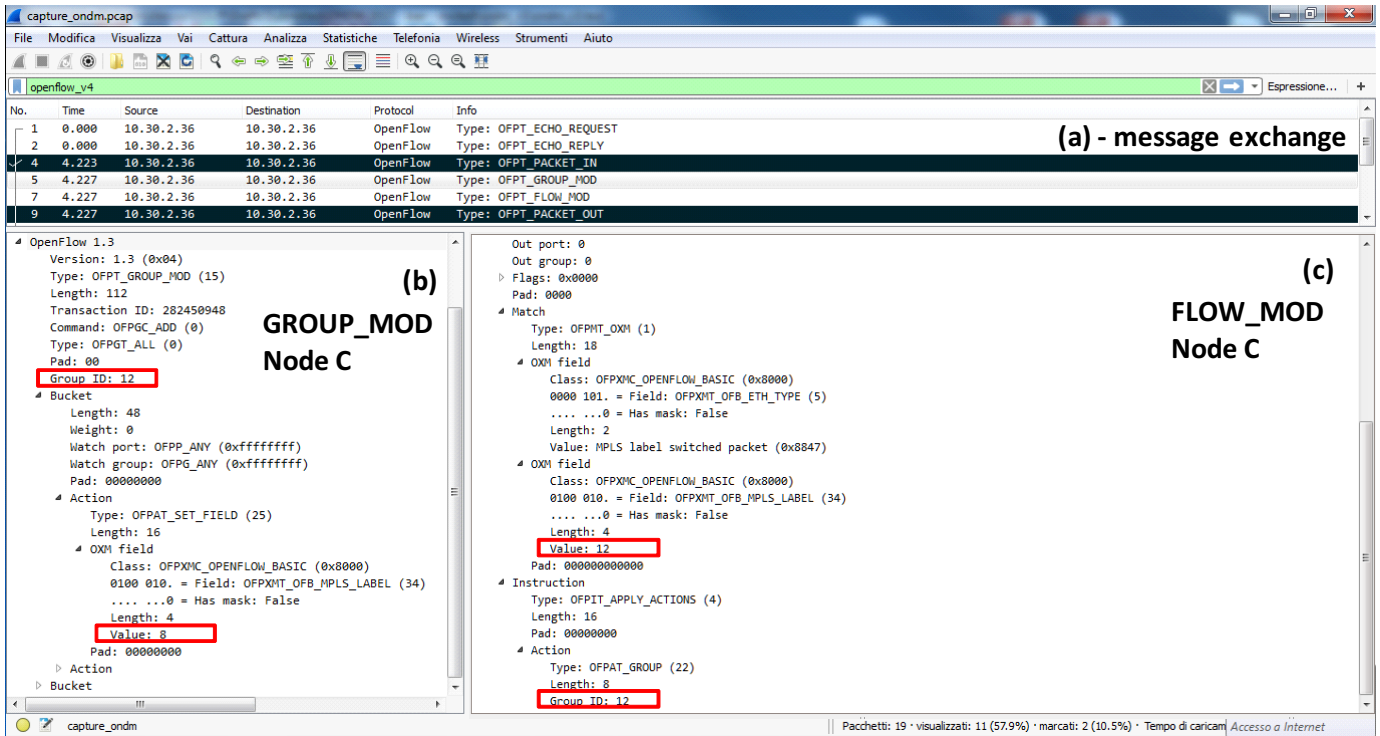 capture_ondm.pcap
File Modifica Visualizza Vai Cattura Analizza Statistiche Telefonia Wireless Strumenti Aiuto
openflow_v4
Espressione... +
No. Time Source Destination Protocol Info
1 0.000 10.30.2.36 10.30.2.36 OpenFlow Type: OFPT_ECHO_REQUEST
2 0.000 10.30.2.36 10.30.2.36 OpenFlow Type: OFPT_ECHO_REPLY
4 4.223 10.30.2.36 10.30.2.36 OpenFlow Type: OFPT_PACKET_IN
5 4.227 10.30.2.36 10.30.2.36 OpenFlow Type: OFPT_GROUP_MOD
7 4.227 10.30.2.36 10.30.2.36 OpenFlow Type: OFPT_FLOW_MOD
9 4.227 10.30.2.36 10.30.2.36 OpenFlow Type: OFPT_PACKET_OUT
(a) - message exchange
OpenFlow 1.3
Version: 1.3 (0x04)
Type: OFPT_GROUP_MOD (15)
Length: 112
Transaction ID: 282450948
Command: OFPGC_ADD (0)
Type: OFPGT_ALL (0)
Pad: 00
Group ID: 12
Bucket
Length: 48
Weight: 0
Watch port: OFPP_ANY (0xffffffff)
Watch group: OFPG_ANY (0xffffffff)
Pad: 00000000
Action
Type: OFPAT_SET_FIELD (25)
Length: 16
OXM field
Class: OFPXMC_OPENFLOW_BASIC (0x8000)
0100 010. = Field: OFPXMT_OFB_MPLS_LABEL (34)
.... ...0 = Has mask: False
Length: 4
Value: 8
Pad: 00000000
Action
Bucket
(b)
GROUP_MOD
Node C
Out port: 0
Out group: 0
Flags: 0x0000
Pad: 0000
Match
Type: OFPMT_OXM (1)
Length: 18
OXM field
Class: OFPXMC_OPENFLOW_BASIC (0x8000)
0000 101. = Field: OFPXMT_OFB_ETH_TYPE (5)
.... ...0 = Has mask: False
Length: 2
Value: MPLS label switched packet (0x8847)
OXM field
Class: OFPXMC_OPENFLOW_BASIC (0x8000)
0100 010. = Field: OFPXMT_OFB_MPLS_LABEL (34)
.... ...0 = Has mask: False
Length: 4
Value: 12
Pad: 000000000000
Instruction
Type: OFPIT_APPLY_ACTIONS (4)
Length: 16
Pad: 00000000
Action
Type: OFPAT_GROUP (22)
Length: 8
Group ID: 12
(c)
FLOW_MOD
Node C
capture_ondm
Pacchetti: 19 · visualizzati: 11 (57.9%) · marcati: 2 (10.5%) · Tempo di caricam
Accesso a Internet